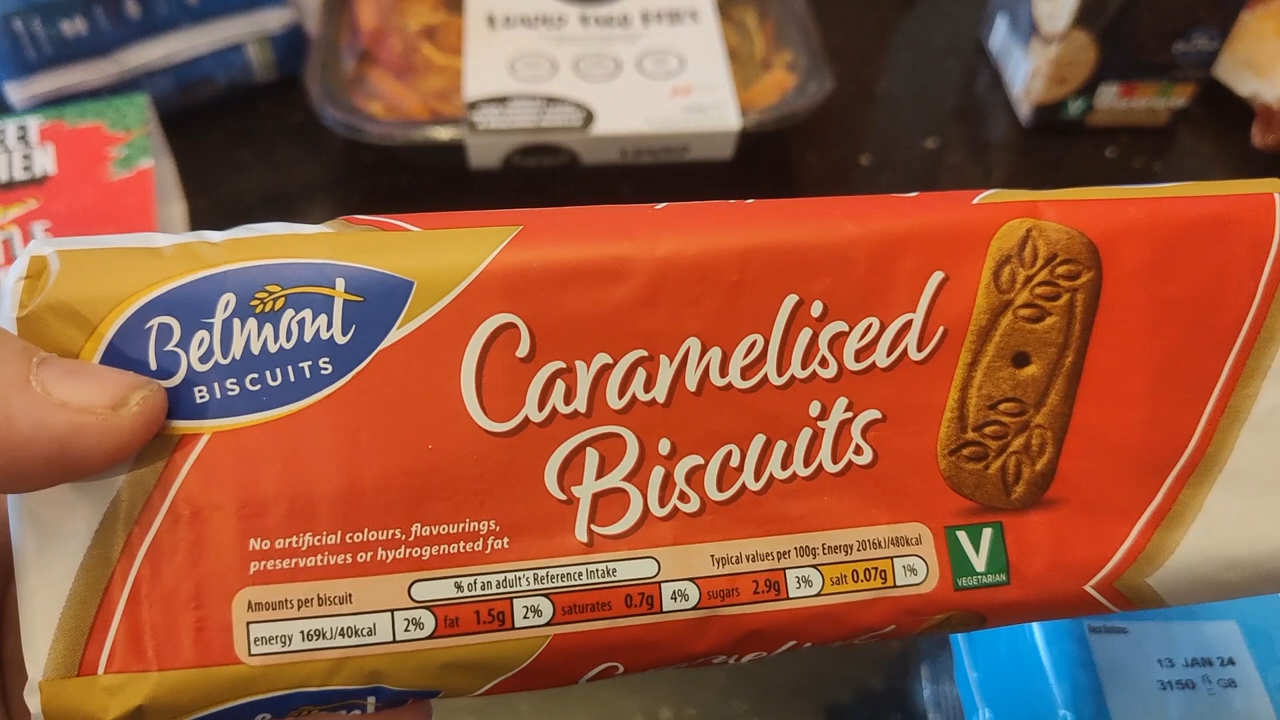 Belmont
BISCUITS
Caramelised
Biscuits
No artificial colours, flavourings,
preservatives or hydrogenated fat
% of an adult's Reference Intake
Typical values per 100g: Energy 2016kJ/480kcal
Amounts per biscuit
energy 169kJ/40kcal 2% fat 1.5g 2% saturates 0.7g 4% sugars 2.9g 3% salt 0.07g 1%
V
VEGETARIAN
13 JAN 24
3150 GB